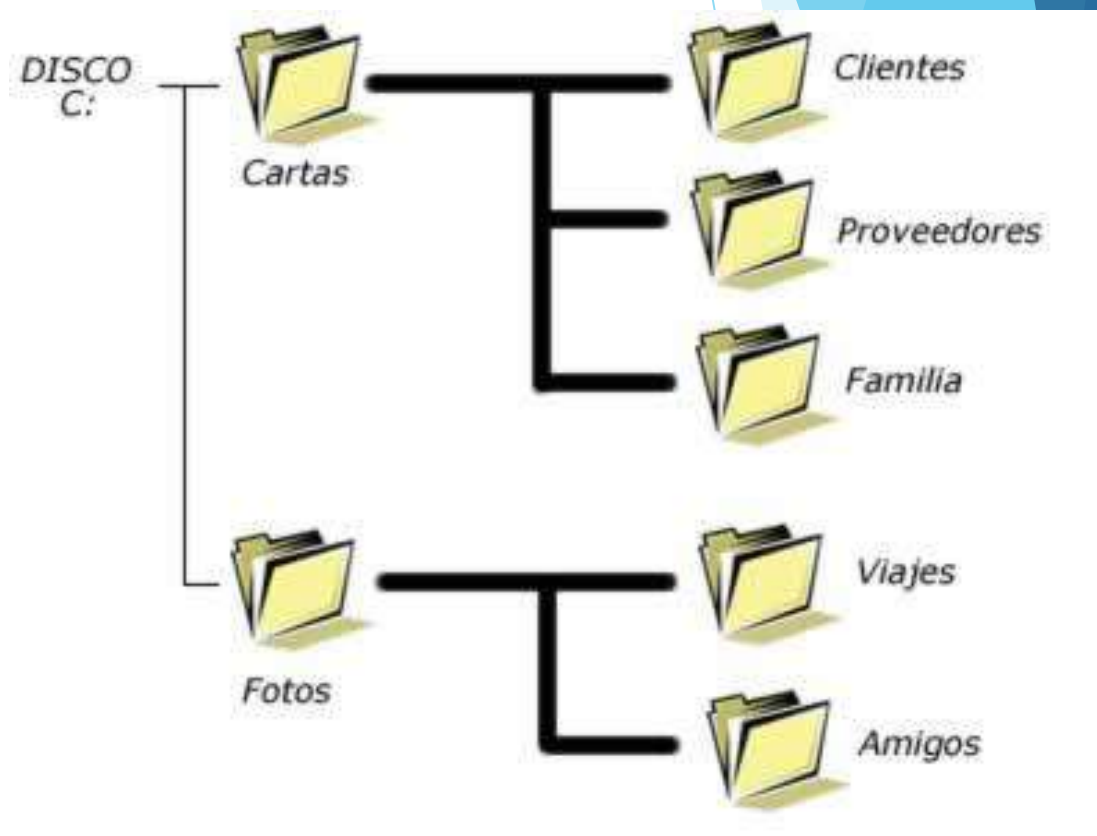 DISCO
C:
Cartas
Clientes
Proveedores
Familia
Fotos
Viajes
Amigos